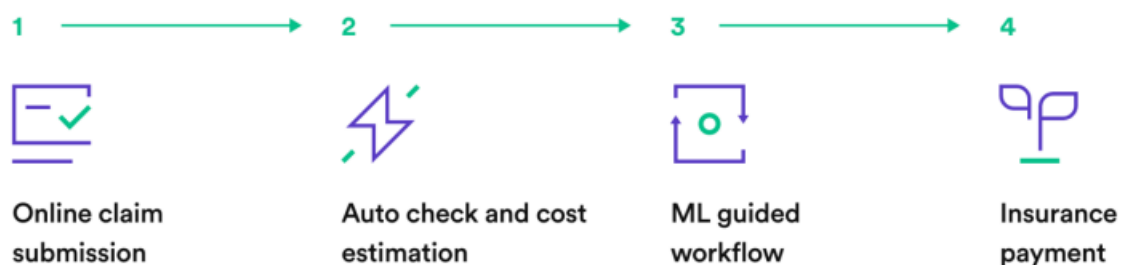 1
2
3
4
Online claim
submission
Auto check and cost
estimation
ML guided
workflow
Insurance
payment